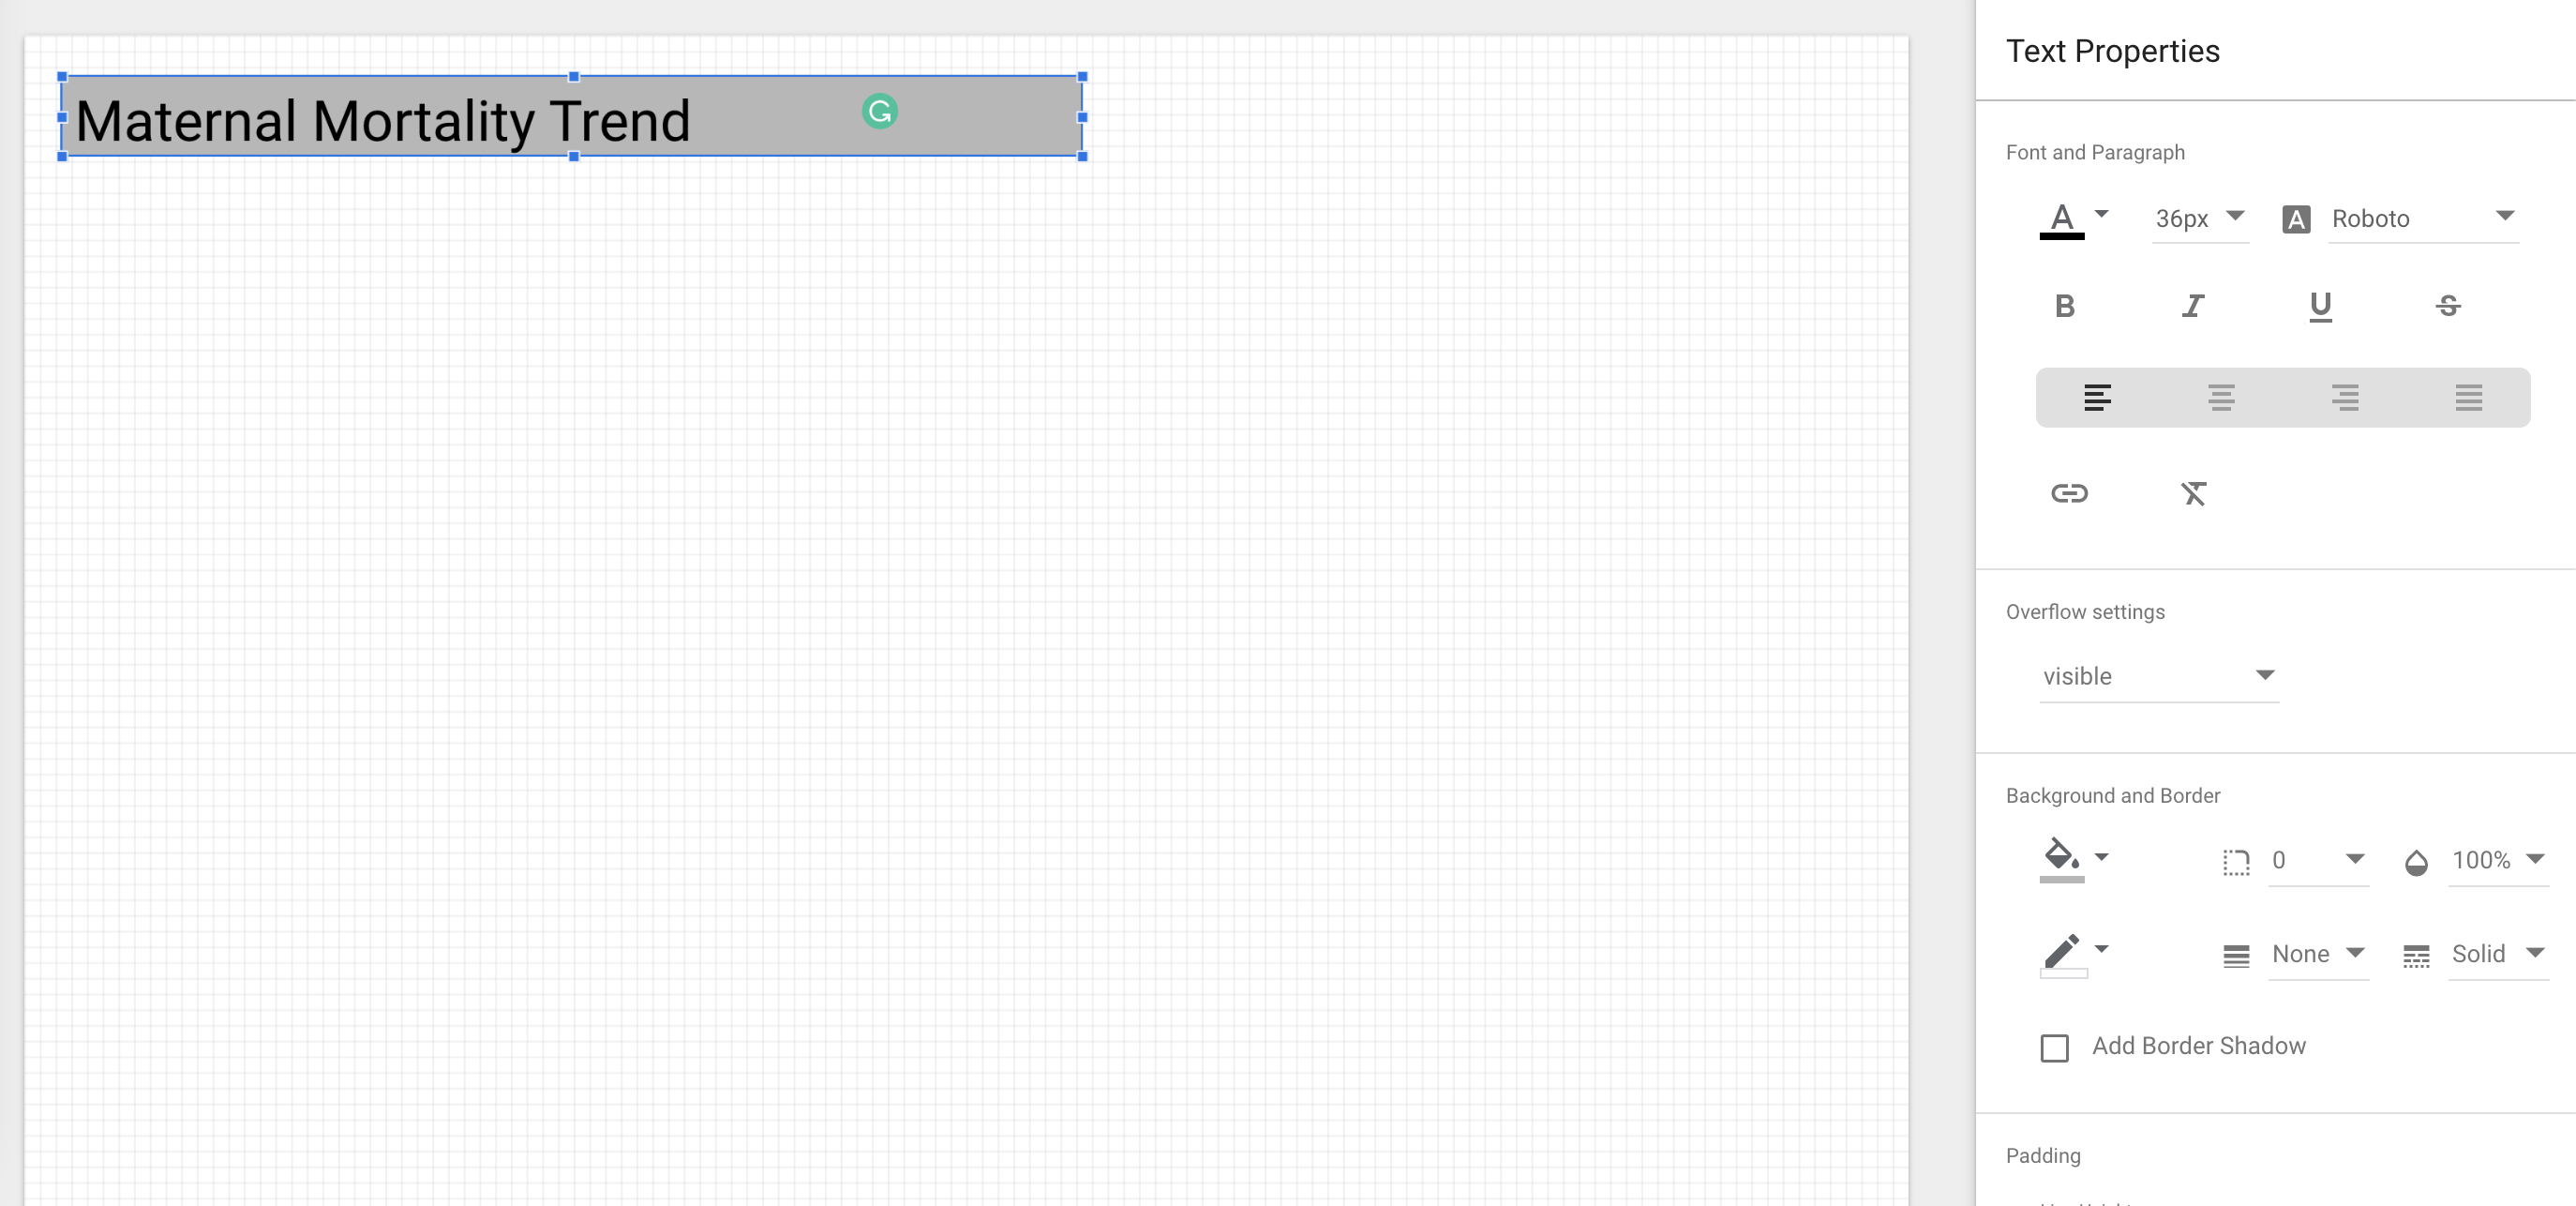 Maternal Mortality Trend
Text Properties
Font and Paragraph
A 36px A Roboto
B I U S
Overflow settings
visible
Background and Border
0 100%
None Solid
Add Border Shadow
Padding